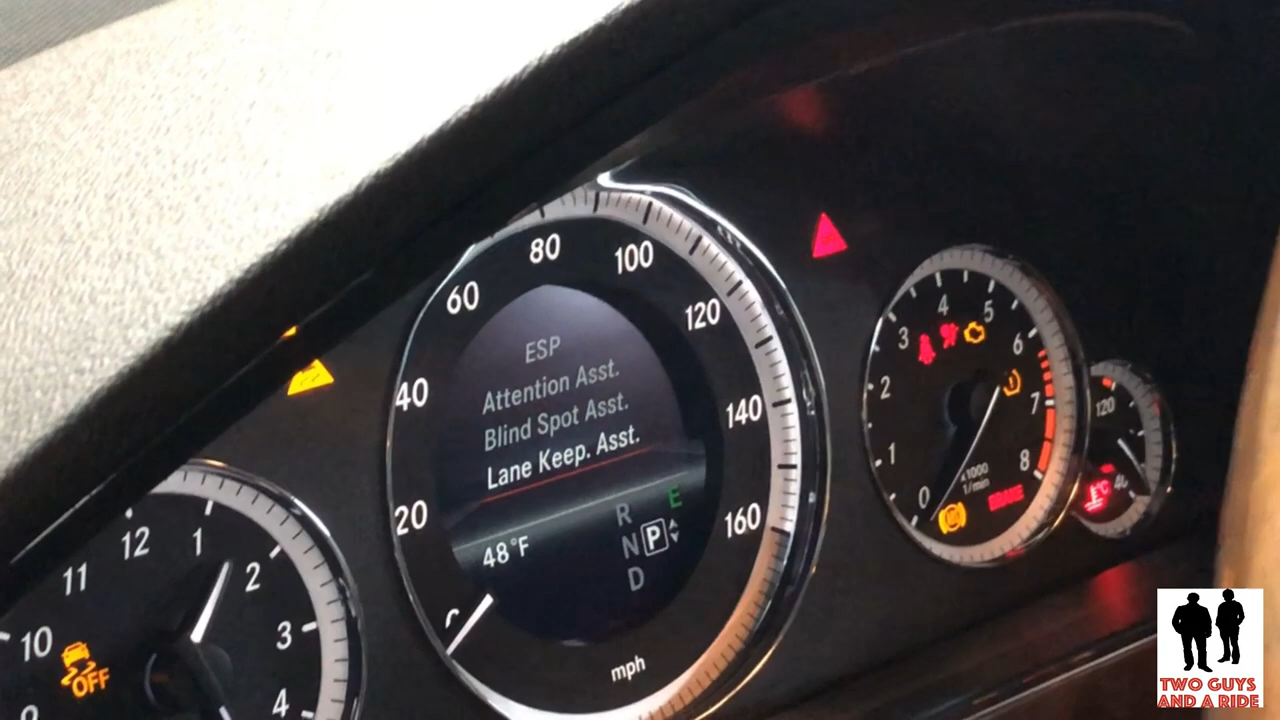 80
100
60
120
40
140
20
160
mph
ESP
Attention Asst.
Blind Spot Asst.
Lane Keep. Asst.
48°F
R
E
N
P
D
12
1
11
2
10
3
4
OFF
4
5
3
6
2
7
1
8
0
x1000
1/min
BRAKE
120
°C
40
TWO GUYS
AND A RIDE